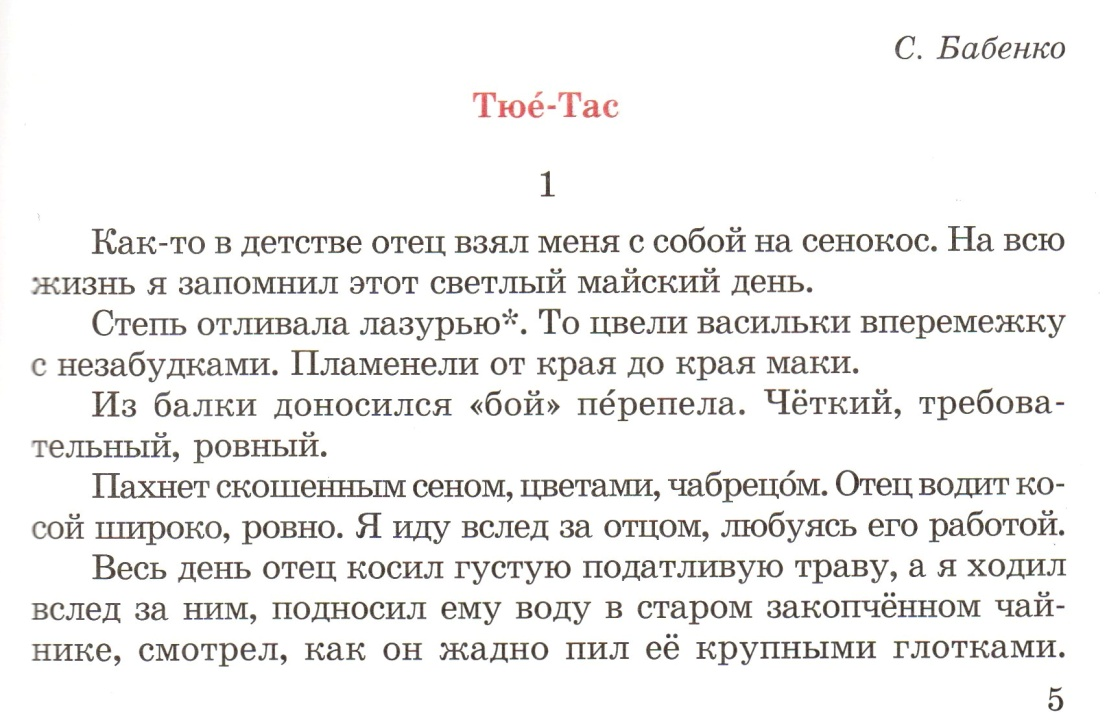 С. Бабенко
Тюе́-Тас
1
Как-то в детстве отец взял меня с собой на сенокос. На всю
жизнь я запомнил этот светлый майский день.
Степь отливала лазурью*. То цвели васильки вперемежку
с незабудками. Пламенели от края до края маки.
Из балки доносился «бой» пе́репела. Чёткий, требова-
тельный, ровный.
Пахнет скошенным сеном, цветами, чабрецо́м. Отец водит ко-
сой широко, ровно. Я иду вслед за отцом, любуясь его работой.
Весь день отец косил густую податливую траву, а я ходил
вслед за ним, подносил ему воду в старом закопчённом чай-
нике, смотрел, как он жадно пил её крупными глотками.
5